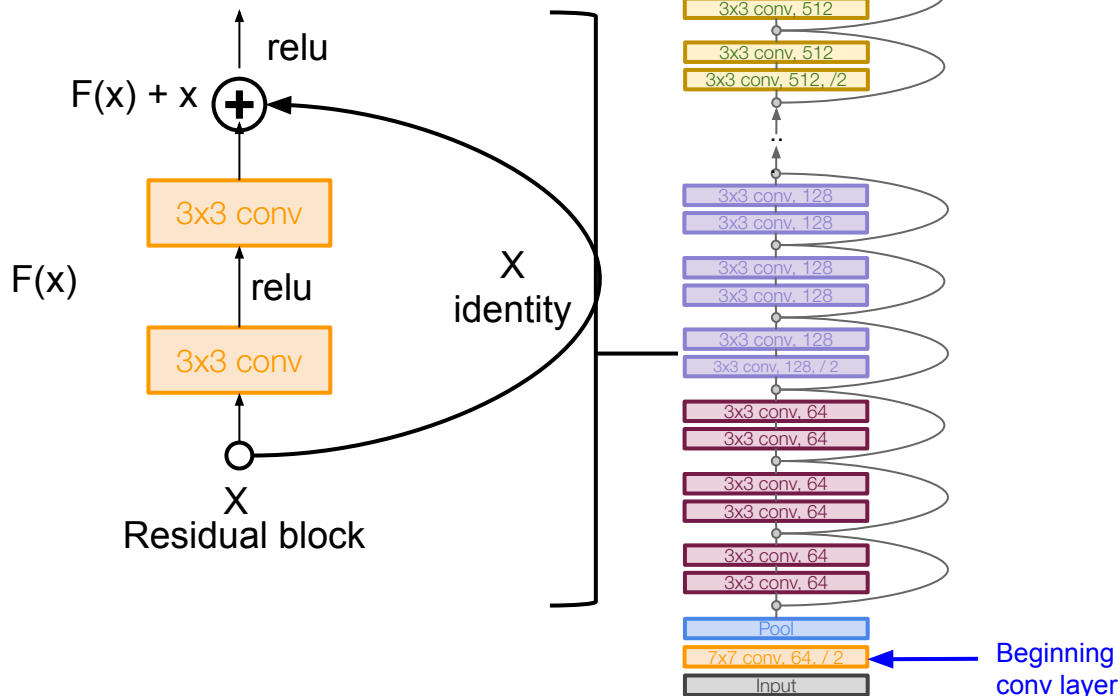 relu
F(x) + x
3x3 conv
F(x)
relu
X
identity
3x3 conv
X
Residual block
3x3 conv, 512
3x3 conv, 512
3x3 conv, 512, /2
..
3x3 conv, 128
3x3 conv, 128
3x3 conv, 128
3x3 conv, 128
3x3 conv, 128
3x3 conv, 128, / 2
3x3 conv, 64
3x3 conv, 64
3x3 conv, 64
3x3 conv, 64
3x3 conv, 64
3x3 conv, 64
Pool
7x7 conv, 64, / 2
Input
Beginning
conv layer